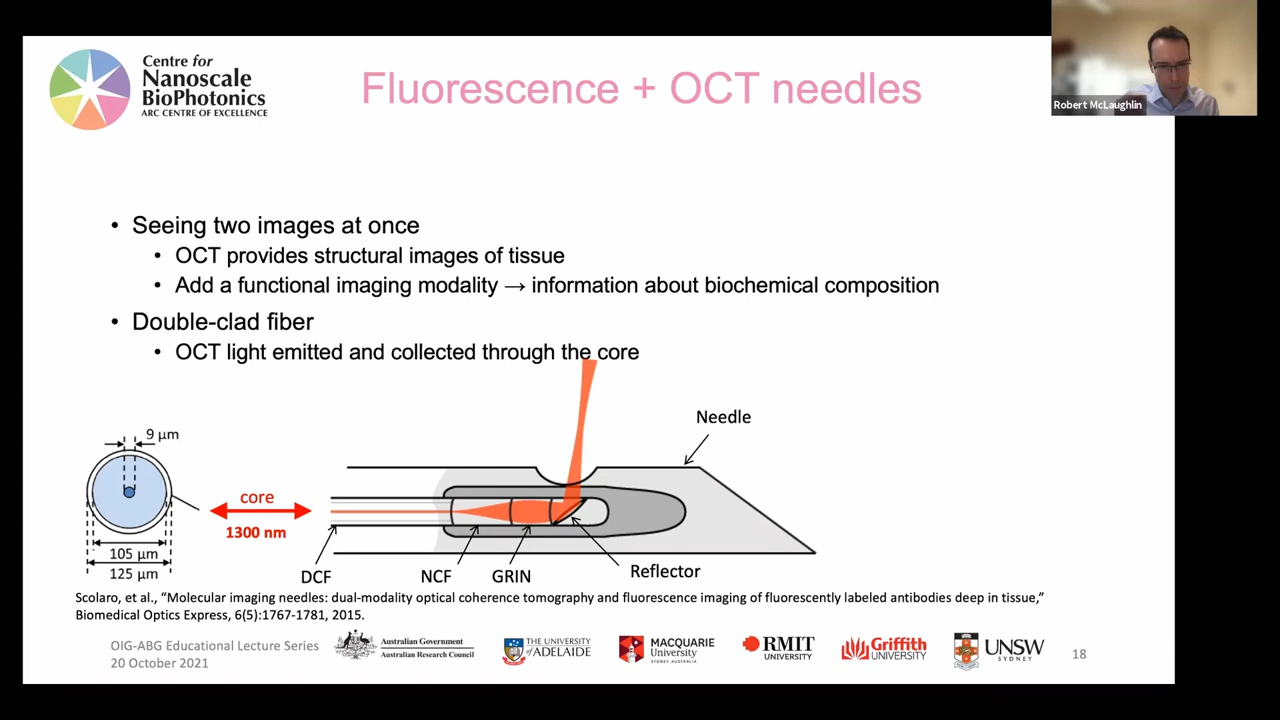 Centre for
Nanoscale
BioPhotonics
ARC CENTRE OF EXCELLENCE
Fluorescence + OCT needles
Robert McLaughlin
• Seeing two images at once
• OCT provides structural images of tissue
• Add a functional imaging modality → information about biochemical composition
• Double-clad fiber
• OCT light emitted and collected through the core
Needle
9 µm
core
1300 nm
105 µm
125 µm
DCF
NCF
GRIN
Reflector
Scolaro, et al., “Molecular imaging needles: dual-modality optical coherence tomography and fluorescence imaging of fluorescently labeled antibodies deep in tissue,”
Biomedical Optics Express, 6(5):1767-1781, 2015.
OIG-ABG Educational Lecture Series
20 October 2021
Australian Government
Australian Research Council
THE UNIVERSITY
of ADELAIDE
MACQUARIE
University
SYDNEY·AUSTRALIA
RMIT
UNIVERSITY
Griffith
UNIVERSITY
UNSW
SYDNEY
18